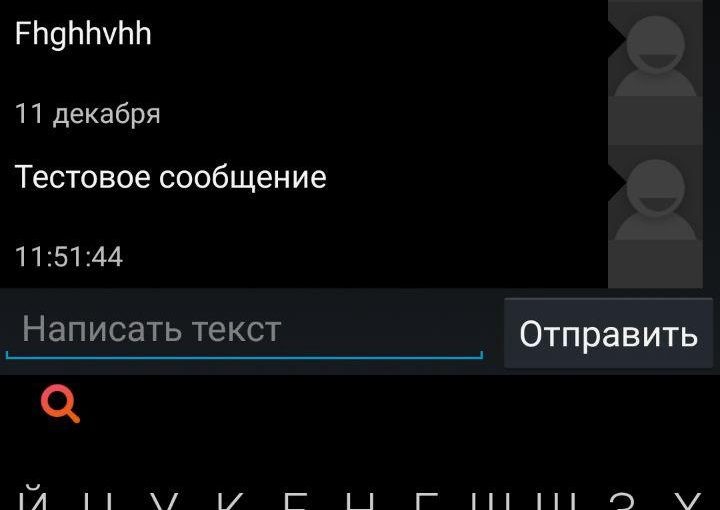 Fhghhvhh
11 декабря
Тестовое сообщение
11:51:44
Написать текст
Отправить
Й Ц У К Е Н Г Ш Щ З Х